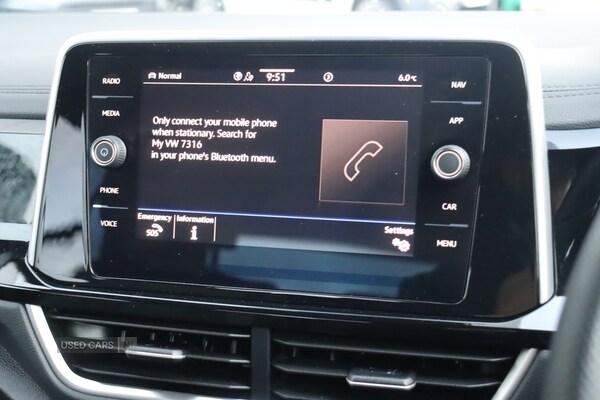 RADIO
MEDIA
PHONE
VOICE
Normal
9:51
6.0°C
Only connect your mobile phone
when stationary. Search for
My VW 7316
in your phone's Bluetooth menu.
Emergency
SOS
Information
i
Settings
NAV
APP
CAR
MENU
USED CARS